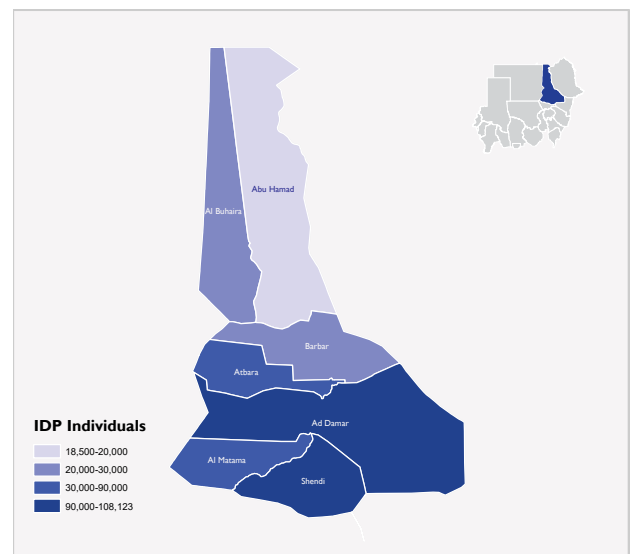 Abu Hamad
Al Buhaira
Barbar
Atbara
Ad Damar
Al Matama
Shendi
IDP Individuals
18,500-20,000
20,000-30,000
30,000-90,000
90,000-108,123